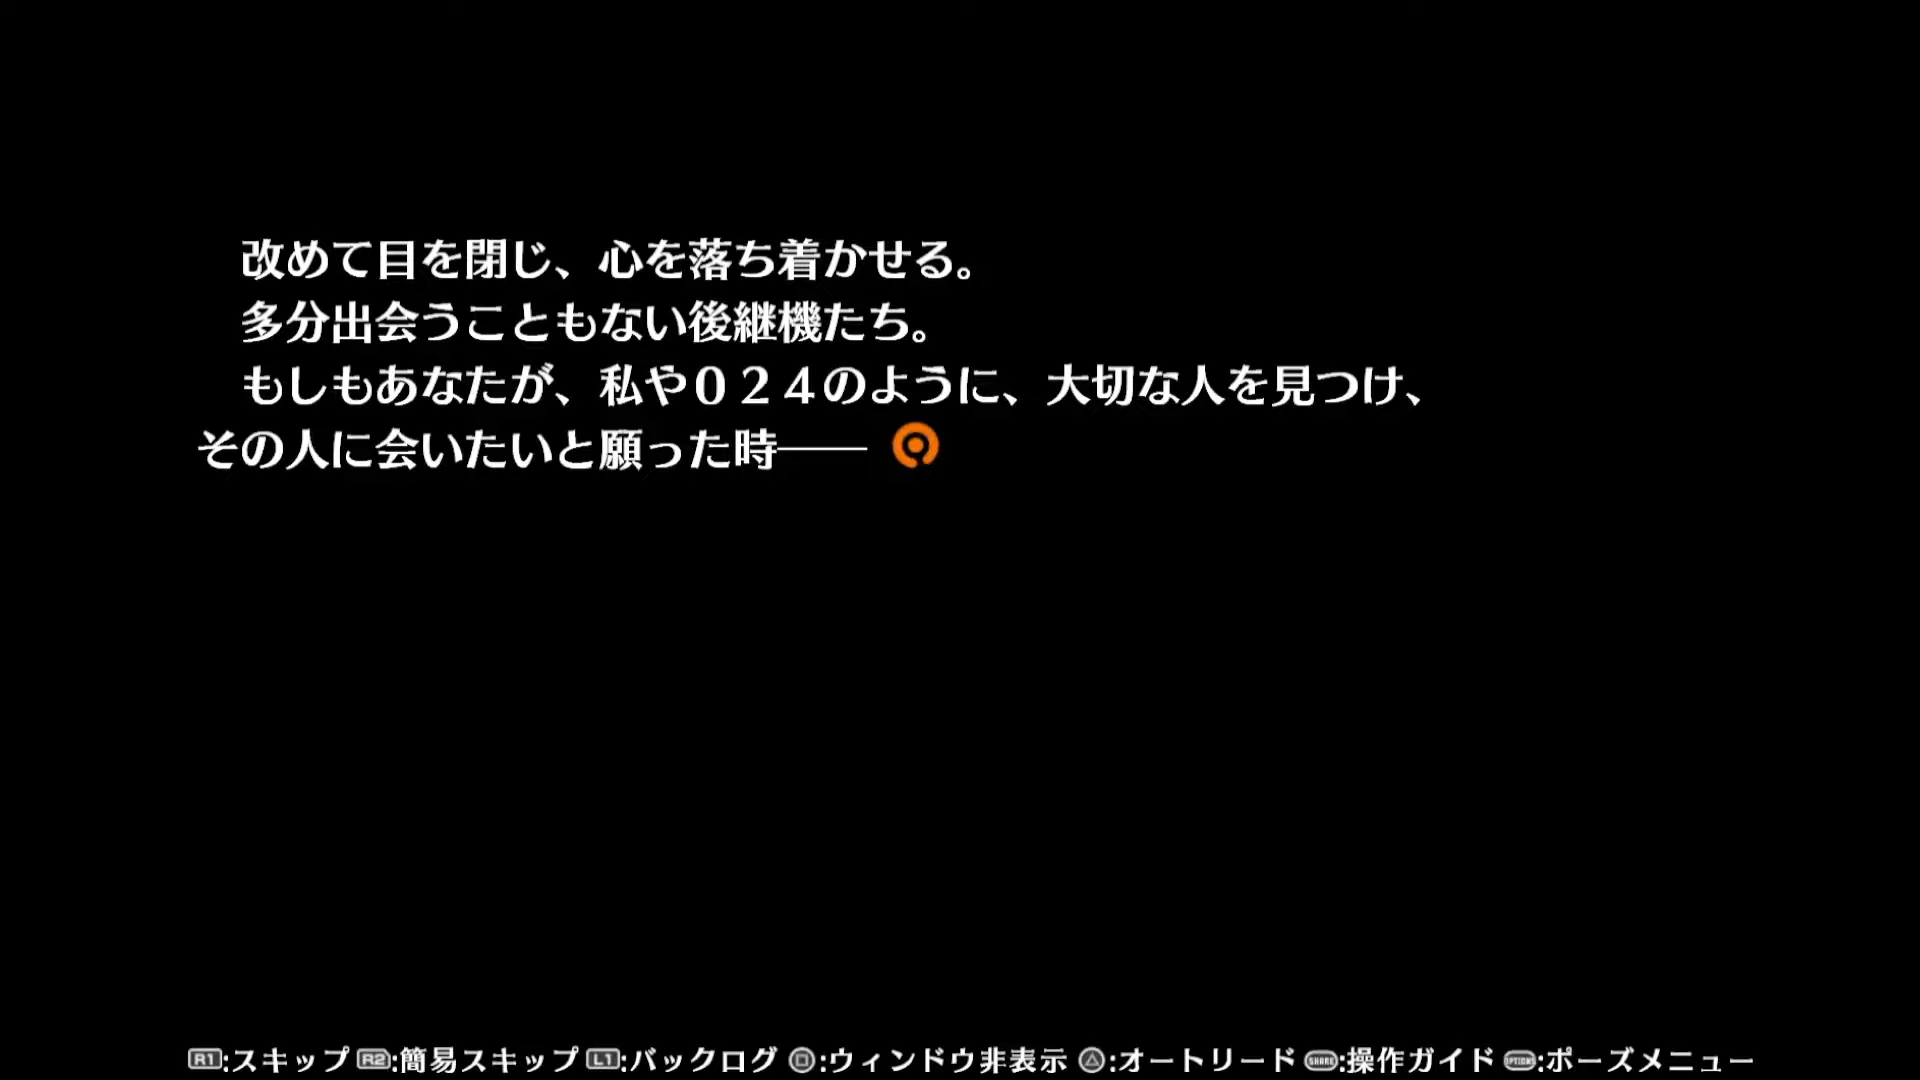 改めて目を閉じ、心を落ち着かせる。
多分出会うこともない後継機たち。
もしもあなたが、私や０２４のように、大切な人を見つけ、
その人に会いたいと願った時――
R1:スキップ R2:簡易スキップ L1:バックログ □:ウィンドウ非表示 △:オートリード SHARE:操作ガイド OPTIONS:ポーズメニュー